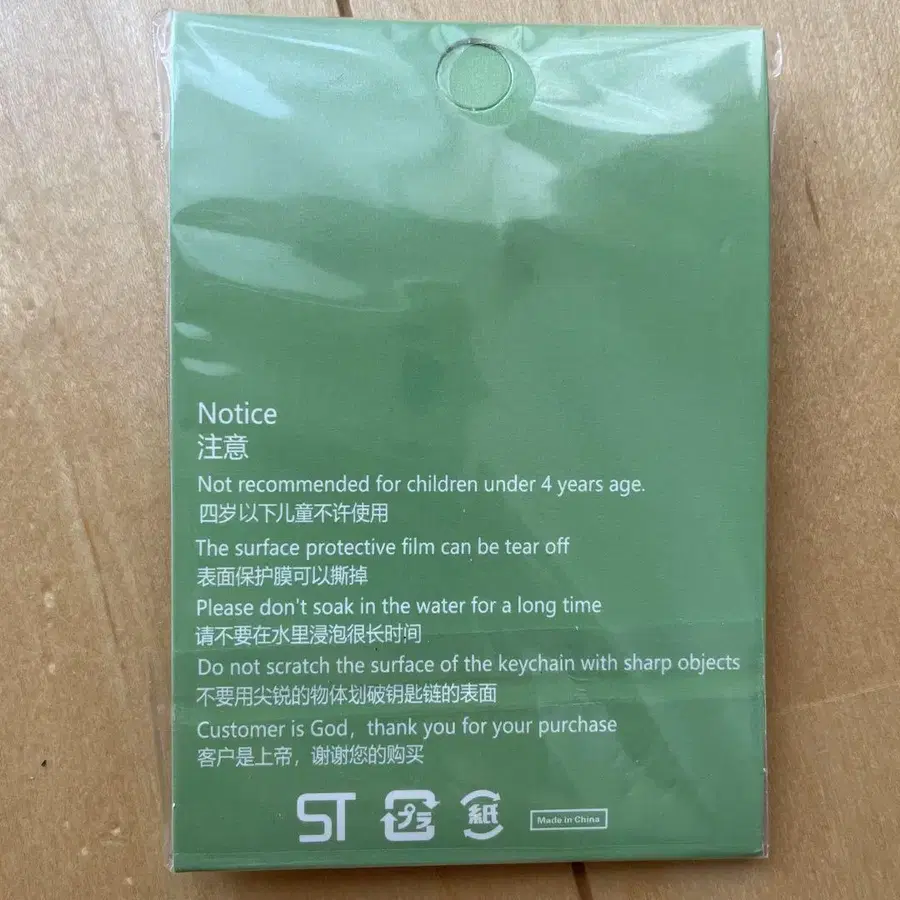 Notice
注意
Not recommended for children under 4 years age.
四岁以下儿童不许使用
The surface protective film can be tear off
表面保护膜可以撕掉
Please don't soak in the water for a long time
请不要在水里浸泡很长时间
Do not scratch the surface of the keychain with sharp objects
不要用尖锐的物体划破钥匙链的表面
Customer is God，thank you for your purchase
客户是上帝，谢谢您的购买
ST プラ 紙 Made in China